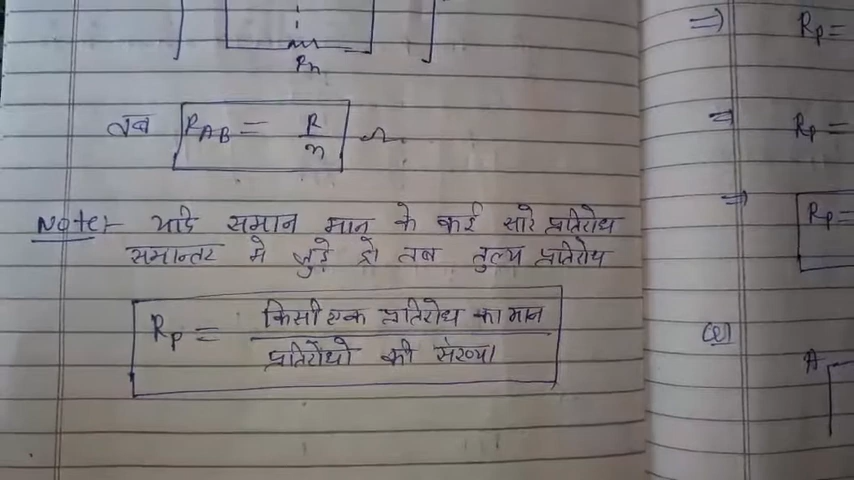 Rn
तब RAB = R/n Ω
Note:- यदि समान मान के कई सारे प्रतिरोध
समान्तर मे जुड़े हो तब तुल्य प्रतिरोध
Rp = किसी एक प्रतिरोध का मान / प्रतिरोधो की संख्या
=) Rp =
=) Rp =
=) Rp =
A